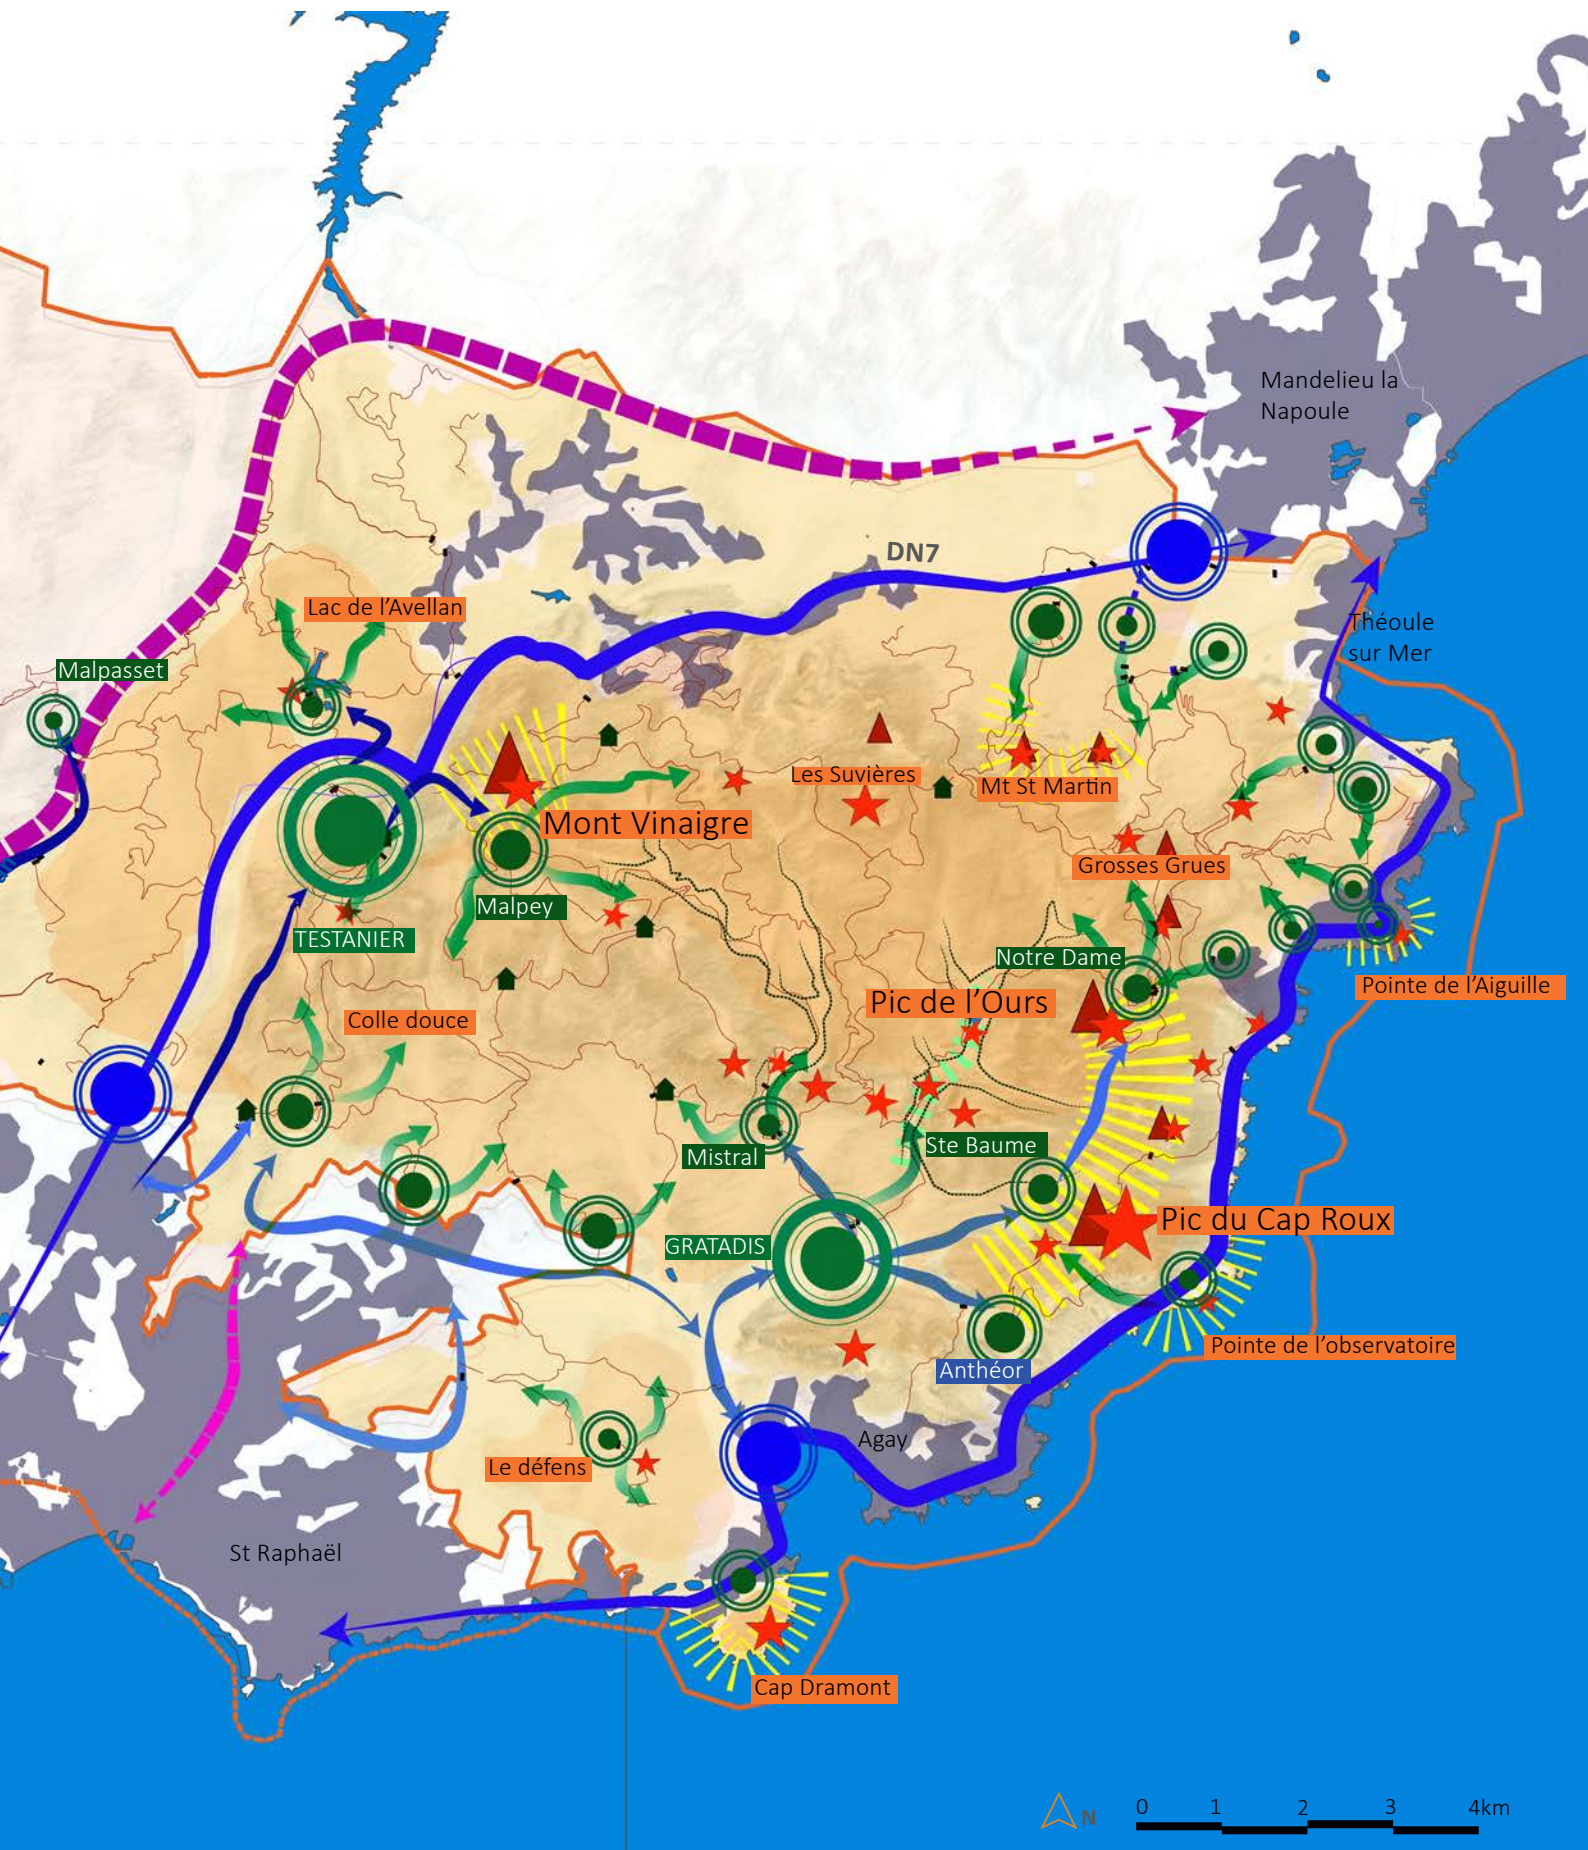 Mandelieu la
Napoule
DN7
Lac de l'Avellan
Théoule
sur Mer
Malpasset
Les Suvières
Mt St Martin
Mont Vinaigre
Grosses Grues
Malpey
TESTANIER
Notre Dame
Pointe de l'Aiguille
Pic de l'Ours
Colle douce
Ste Baume
Mistral
Pic du Cap Roux
GRATADIS
Pointe de l'observatoire
Anthéor
Agay
Le défens
St Raphaël
Cap Dramont
N
0 1 2 3 4km